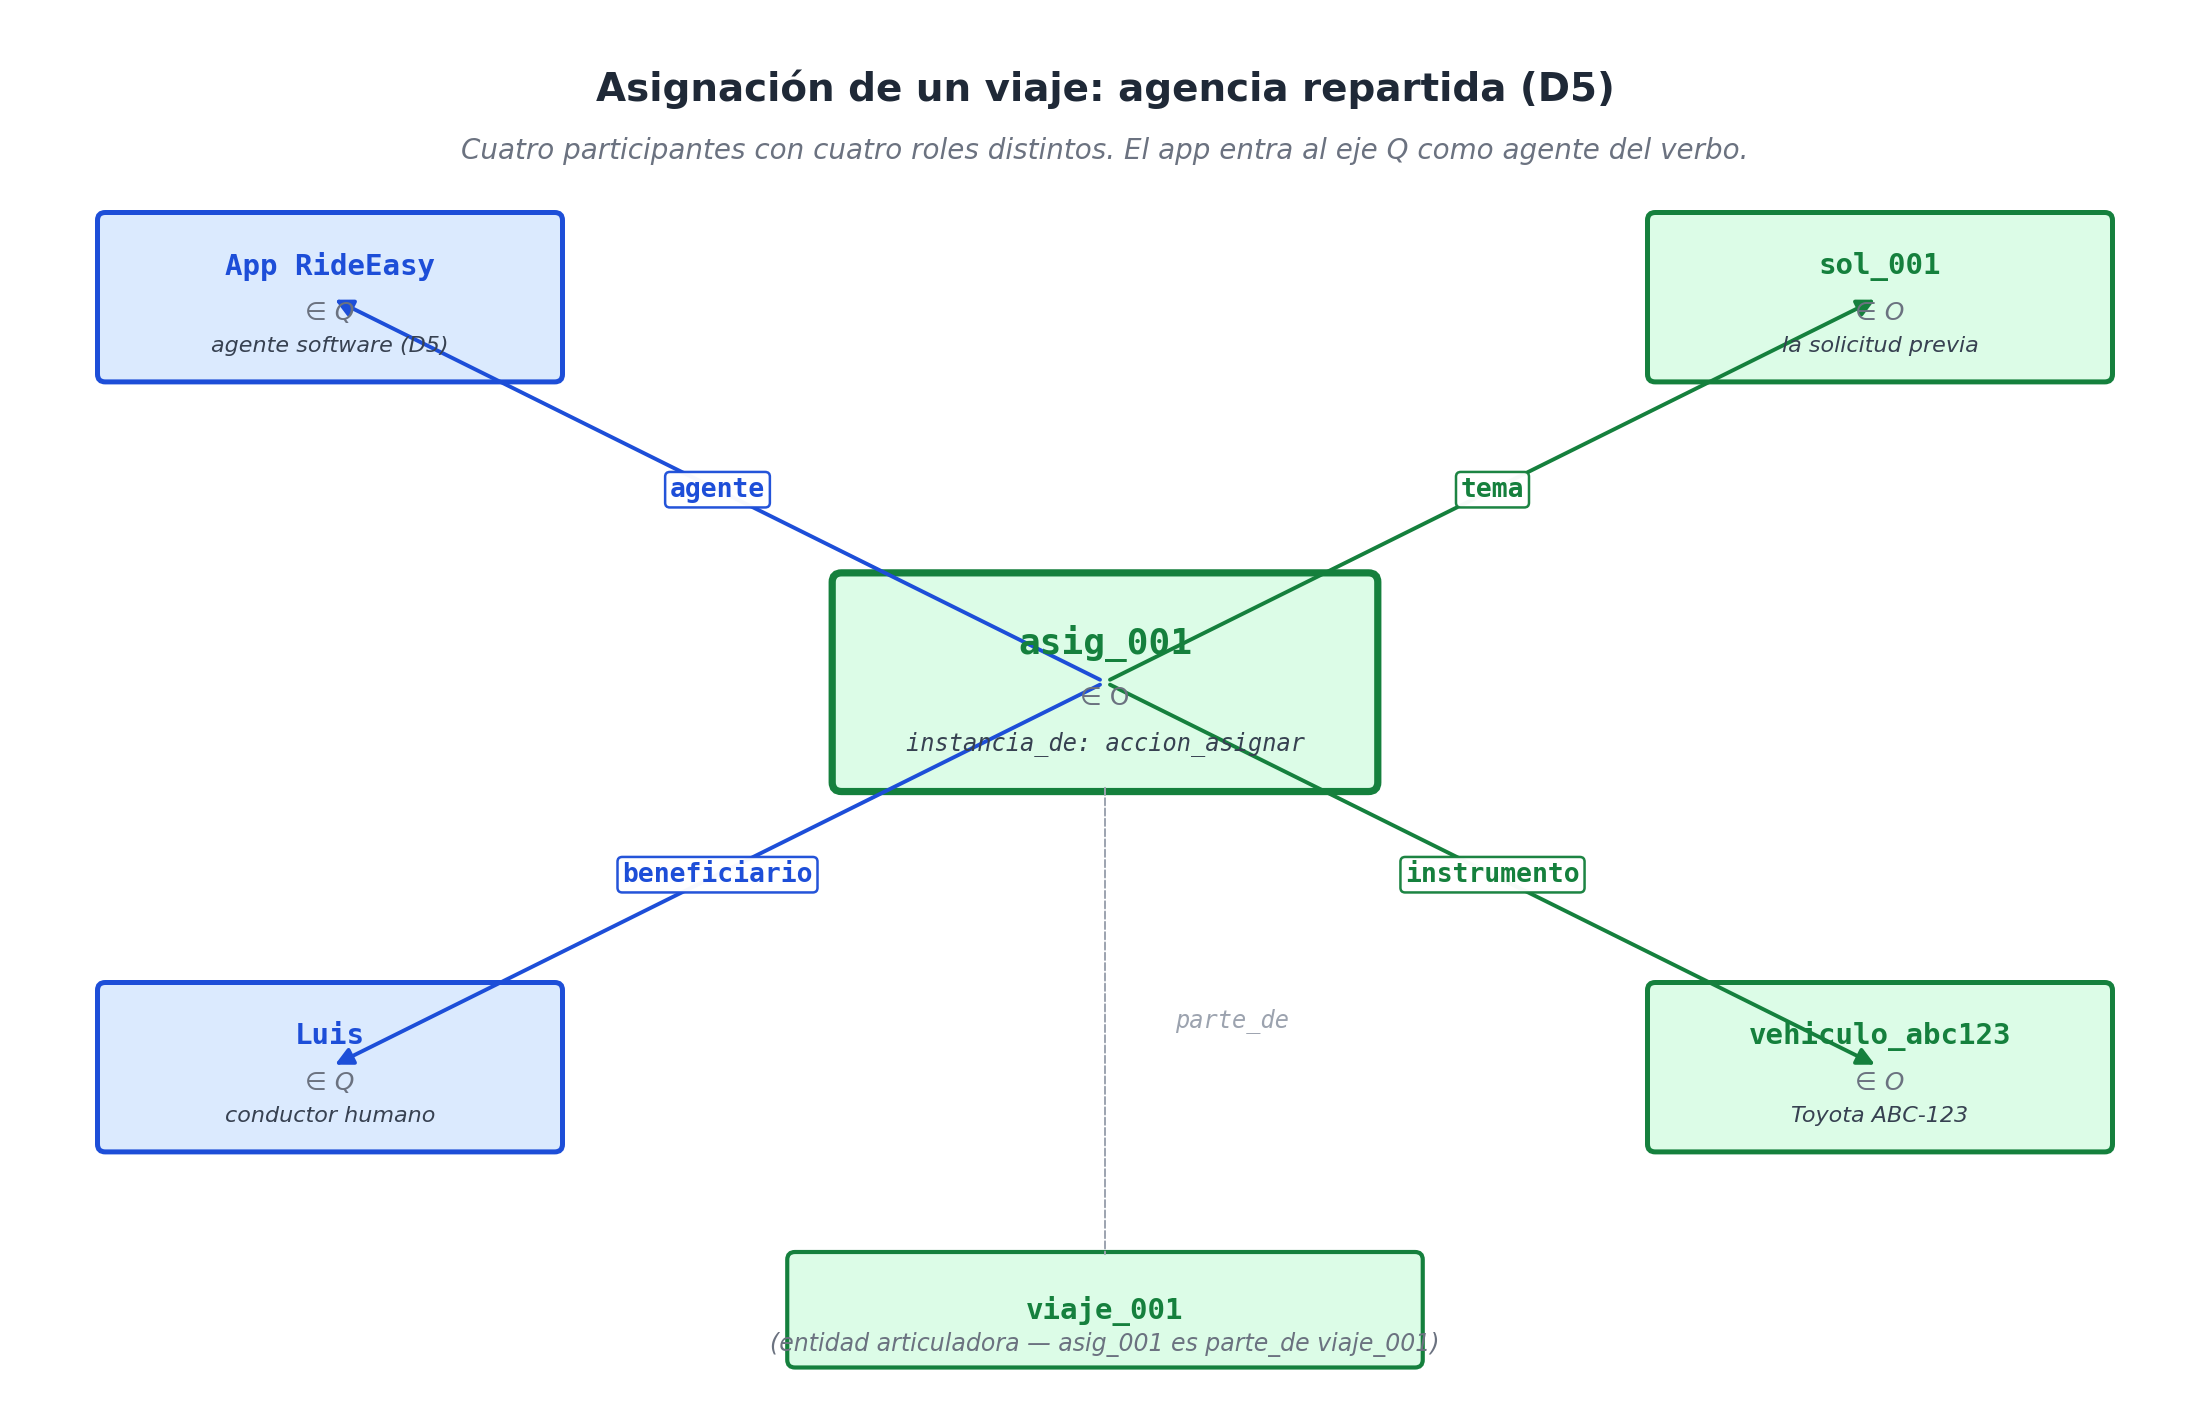 Asignación de un viaje: agencia repartida (D5)
Cuatro participantes con cuatro roles distintos. El app entra al eje Q como agente del verbo.
App RideEasy
∈ Q
agente software (D5)
sol_001
∈ O
la solicitud previa
agente
tema
asig_001
∈ O
instancia_de: accion_asignar
beneficiario
instrumento
Luis
∈ Q
conductor humano
parte_de
vehiculo_abc123
∈ O
Toyota ABC-123
viaje_001
(entidad articuladora — asig_001 es parte_de viaje_001)